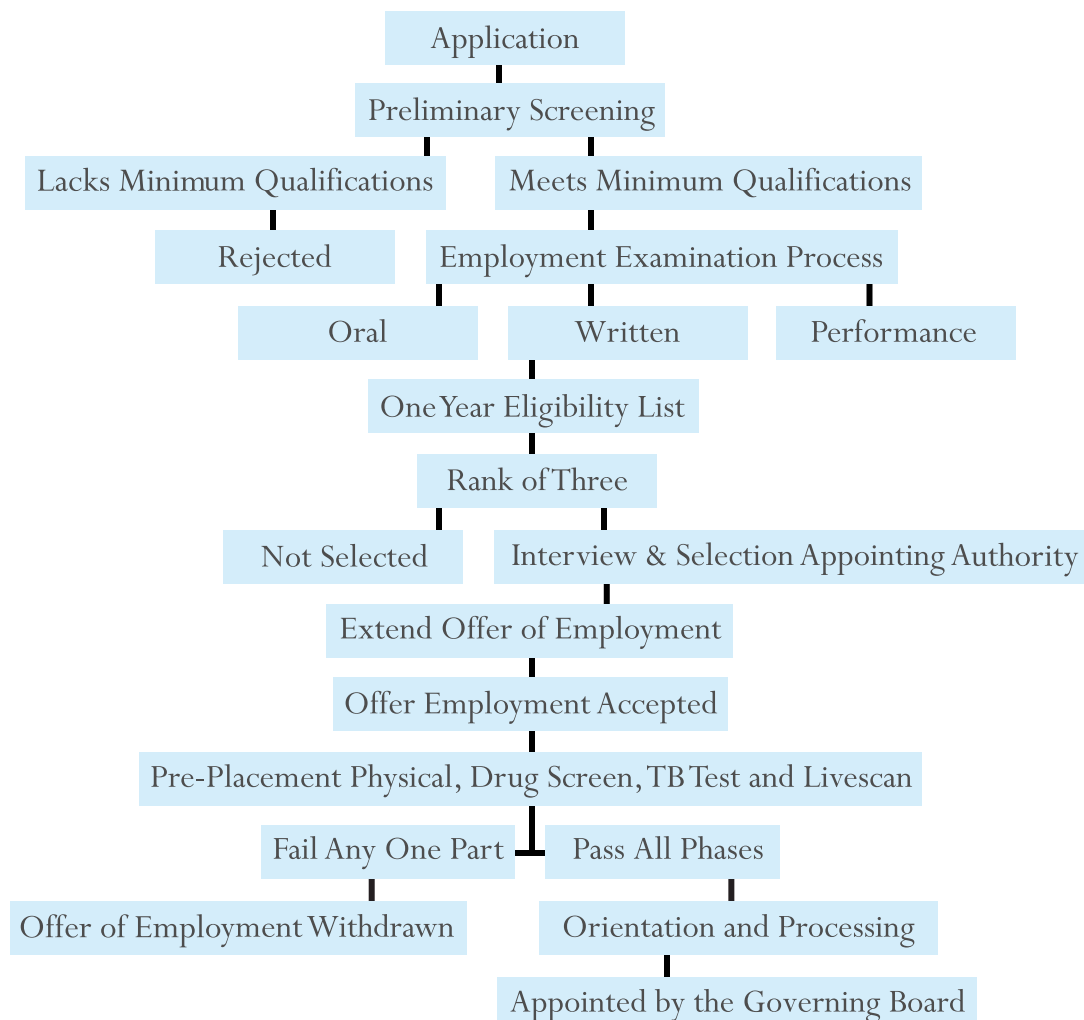 Application
Preliminary Screening
Lacks Minimum Qualifications
Meets Minimum Qualifications
Rejected
Employment Examination Process
Oral
Written
Performance
One Year Eligibility List
Rank of Three
Not Selected
Interview & Selection Appointing Authority
Extend Offer of Employment
Offer Employment Accepted
Pre-Placement Physical, Drug Screen, TB Test and Livescan
Fail Any One Part
Pass All Phases
Offer of Employment Withdrawn
Orientation and Processing
Appointed by the Governing Board